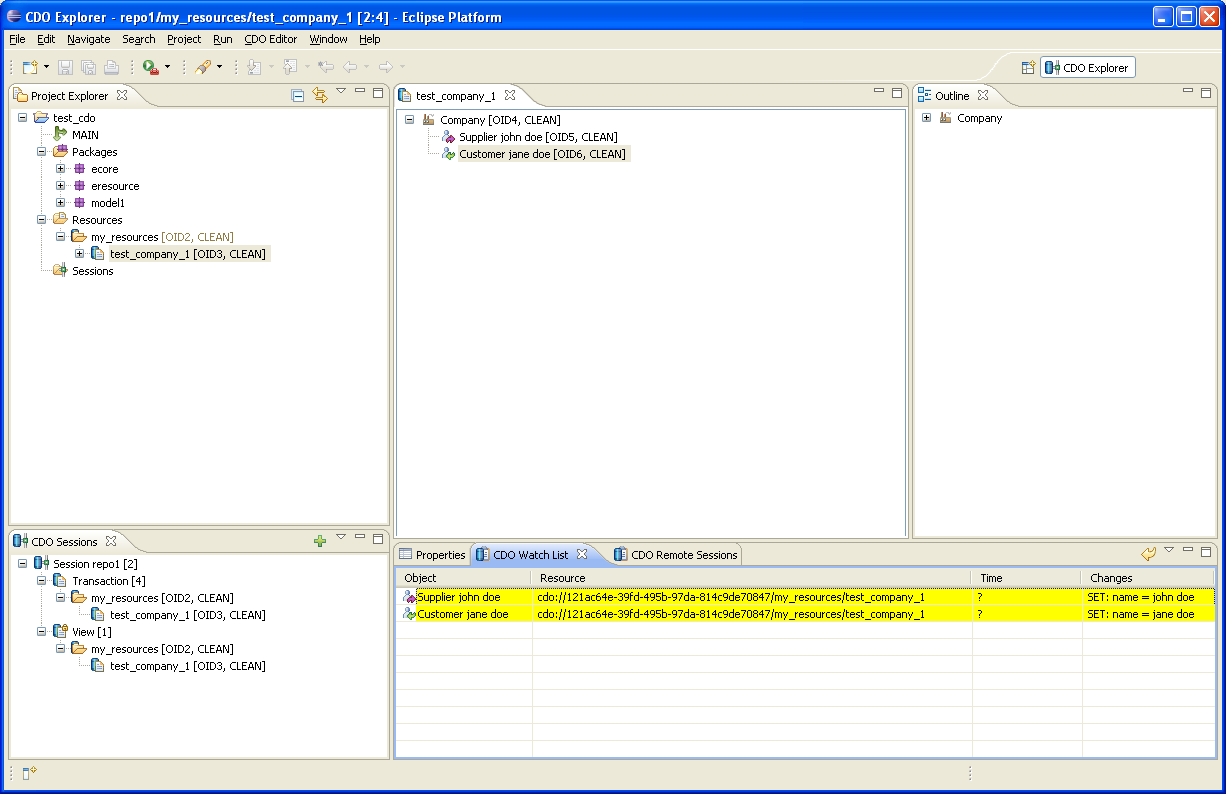 CDO Explorer - repo1/my_resources/test_company_1 [2:4] - Eclipse Platform
File Edit Navigate Search Project Run CDO Editor Window Help
CDO Explorer
Project Explorer
test_cdo
MAIN
Packages
ecore
eresource
model1
Resources
my_resources [OID2, CLEAN]
test_company_1 [OID3, CLEAN]
Sessions
test_company_1
Company [OID4, CLEAN]
Supplier john doe [OID5, CLEAN]
Customer jane doe [OID6, CLEAN]
Outline
Company
CDO Sessions
Session repo1 [2]
Transaction [4]
my_resources [OID2, CLEAN]
test_company_1 [OID3, CLEAN]
View [1]
my_resources [OID2, CLEAN]
test_company_1 [OID3, CLEAN]
Properties CDO Watch List CDO Remote Sessions
Object Resource Time Changes
Supplier john doe cdo://121ac64e-39fd-495b-97da-814c9de70847/my_resources/test_company_1 ? SET: name = john doe
Customer jane doe cdo://121ac64e-39fd-495b-97da-814c9de70847/my_resources/test_company_1 ? SET: name = jane doe